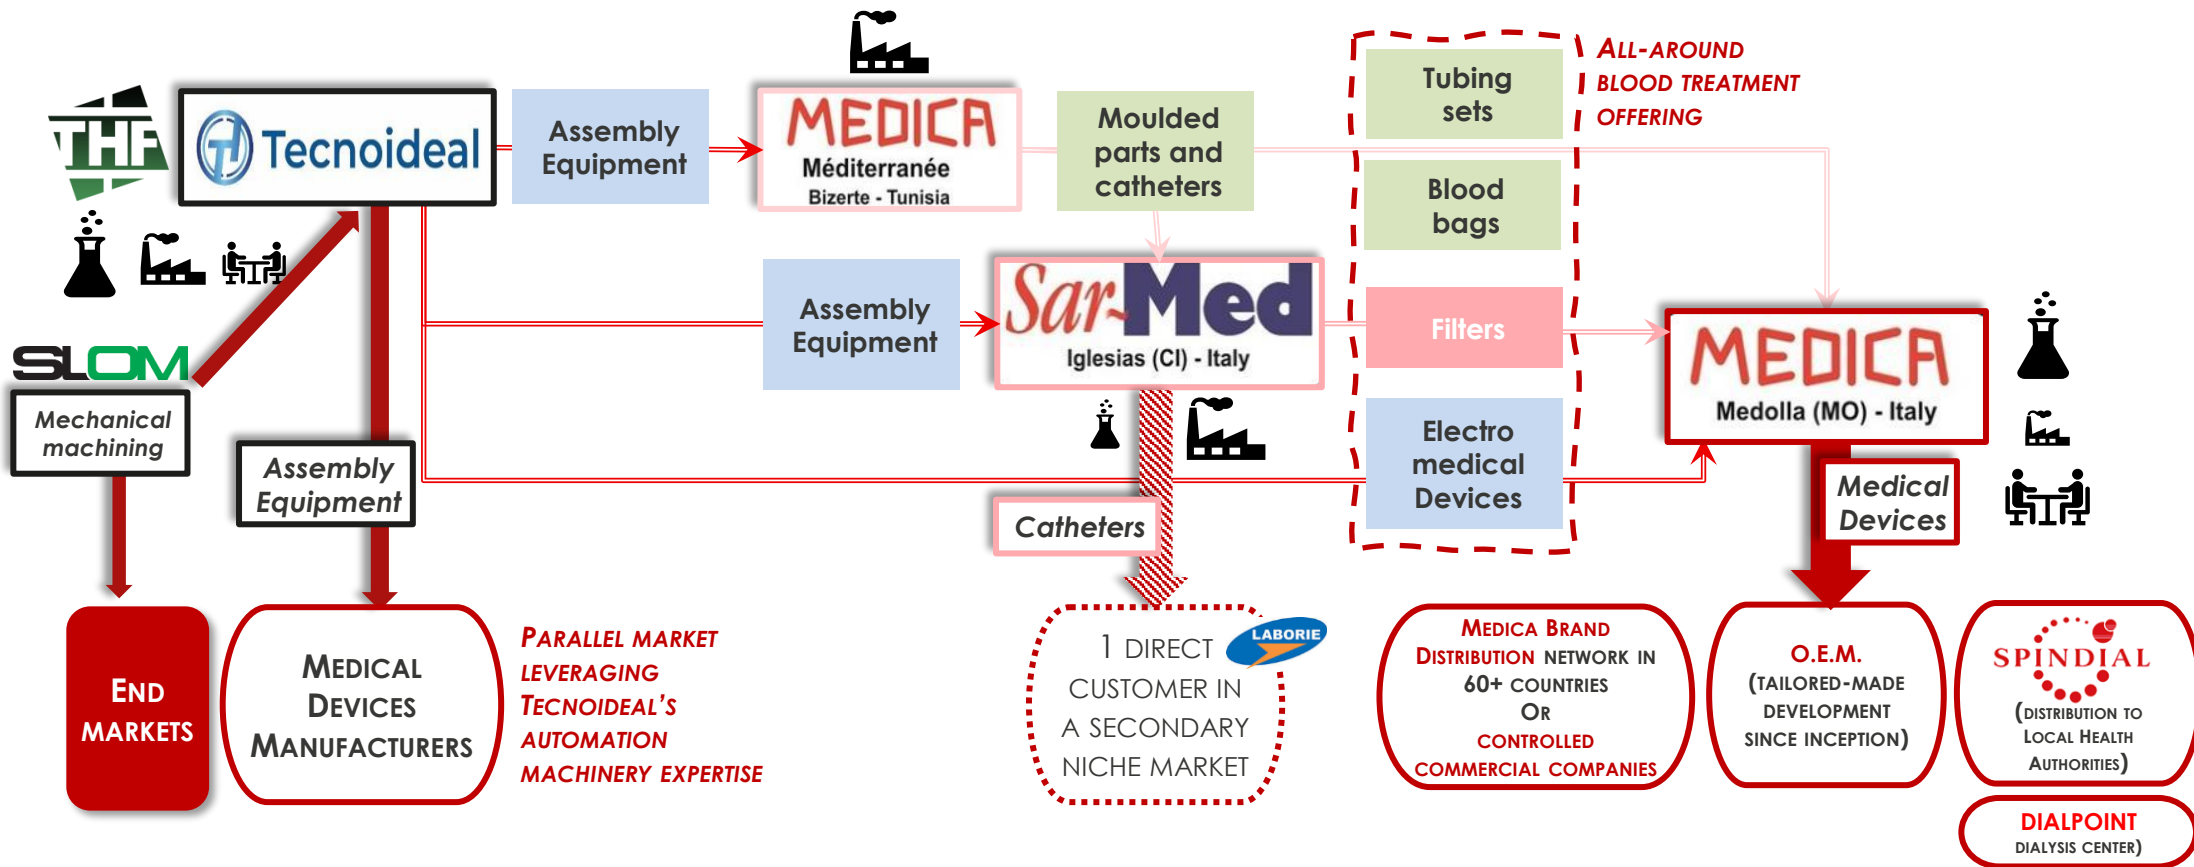 THF
Tecnoideal
Assembly
Equipment
MEDICA
Méditerranée
Bizerte - Tunisia
Moulded
parts and
catheters
Tubing
sets
Blood
bags
Filters
Electro
medical
Devices
ALL-AROUND
BLOOD TREATMENT
OFFERING
SLOM
Mechanical
machining
Assembly
Equipment
Assembly
Equipment
Sar-Med
Iglesias (CI) - Italy
Catheters
MEDICA
Medolla (MO) - Italy
Medical
Devices
END
MARKETS
MEDICAL
DEVICES
MANUFACTURERS
PARALLEL MARKET
LEVERAGING
TECNOIDEAL'S
AUTOMATION
MACHINERY EXPERTISE
1 DIRECT
CUSTOMER IN
A SECONDARY
NICHE MARKET
LABORIE
MEDICA BRAND
DISTRIBUTION NETWORK IN
60+ COUNTRIES
OR
CONTROLLED
COMMERCIAL COMPANIES
O.E.M.
(TAILORED-MADE
DEVELOPMENT
SINCE INCEPTION)
SPINDIAL
(DISTRIBUTION TO
LOCAL HEALTH
AUTHORITIES)
DIALPOINT
DIALYSIS CENTER)